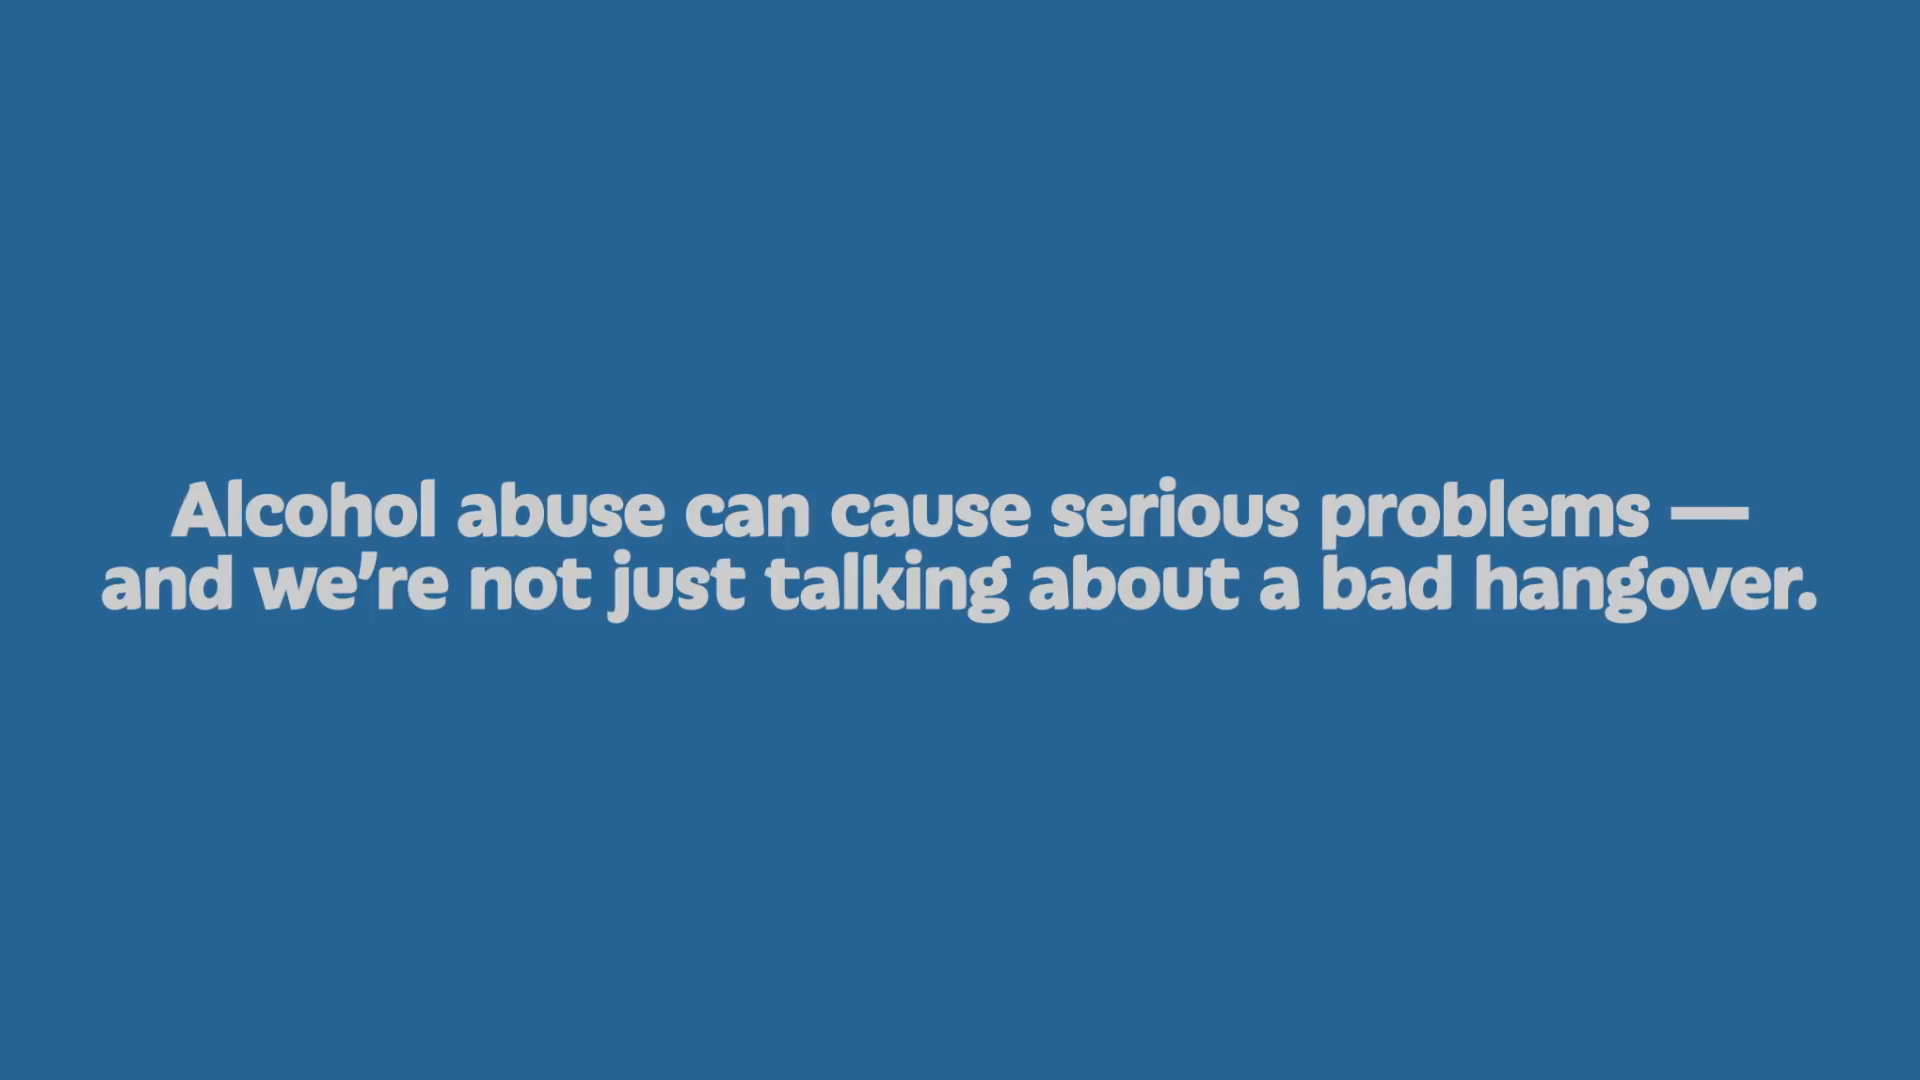 Alcohol abuse can cause serious problems —
and we’re not just talking about a bad hangover.